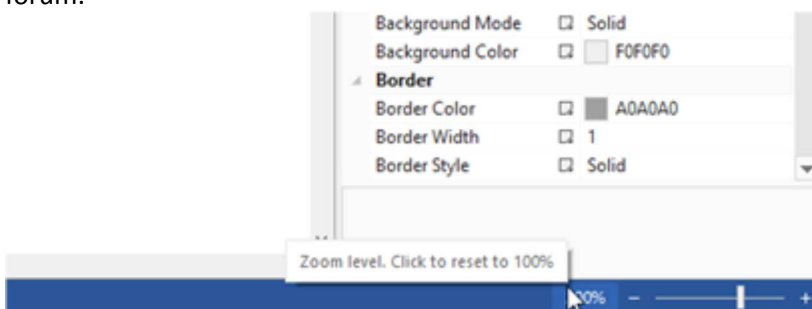 forum.
Background Mode Solid
Background Color F0F0F0
Border
Border Color A0A0A0
Border Width 1
Border Style Solid
Zoom level. Click to reset to 100%